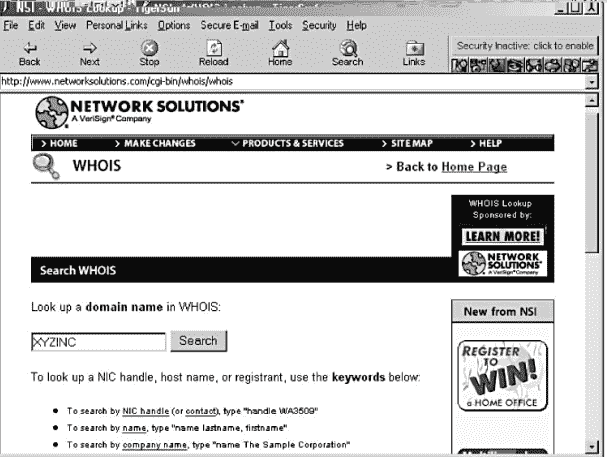 NSI - WHOIS Lookup
File Edit View Personal Links Options Secure E-mail Tools Security Help
Back Next Stop Reload Home Search Links
Security Inactive: click to enable
http://www.networksolutions.com/cgi-bin/whois/whois
NETWORK SOLUTIONS®
A VeriSign® Company
> HOME > MAKE CHANGES PRODUCTS & SERVICES > SITE MAP > HELP
WHOIS
> Back to Home Page
WHOIS Lookup
Sponsored by:
LEARN MORE!
NETWORK
SOLUTIONS®
A VeriSign® Company
Search WHOIS
Look up a domain name in WHOIS:
XYZINC Search
To look up a NIC handle, host name, or registrant, use the keywords below:
• To search by NIC handle (or contact), type "handle WA3509"
• To search by name, type "name lastname, firstname"
• To search by company name, type "name The Sample Corporation"
New from NSI
REGISTER
TO
WIN!
a HOME OFFICE